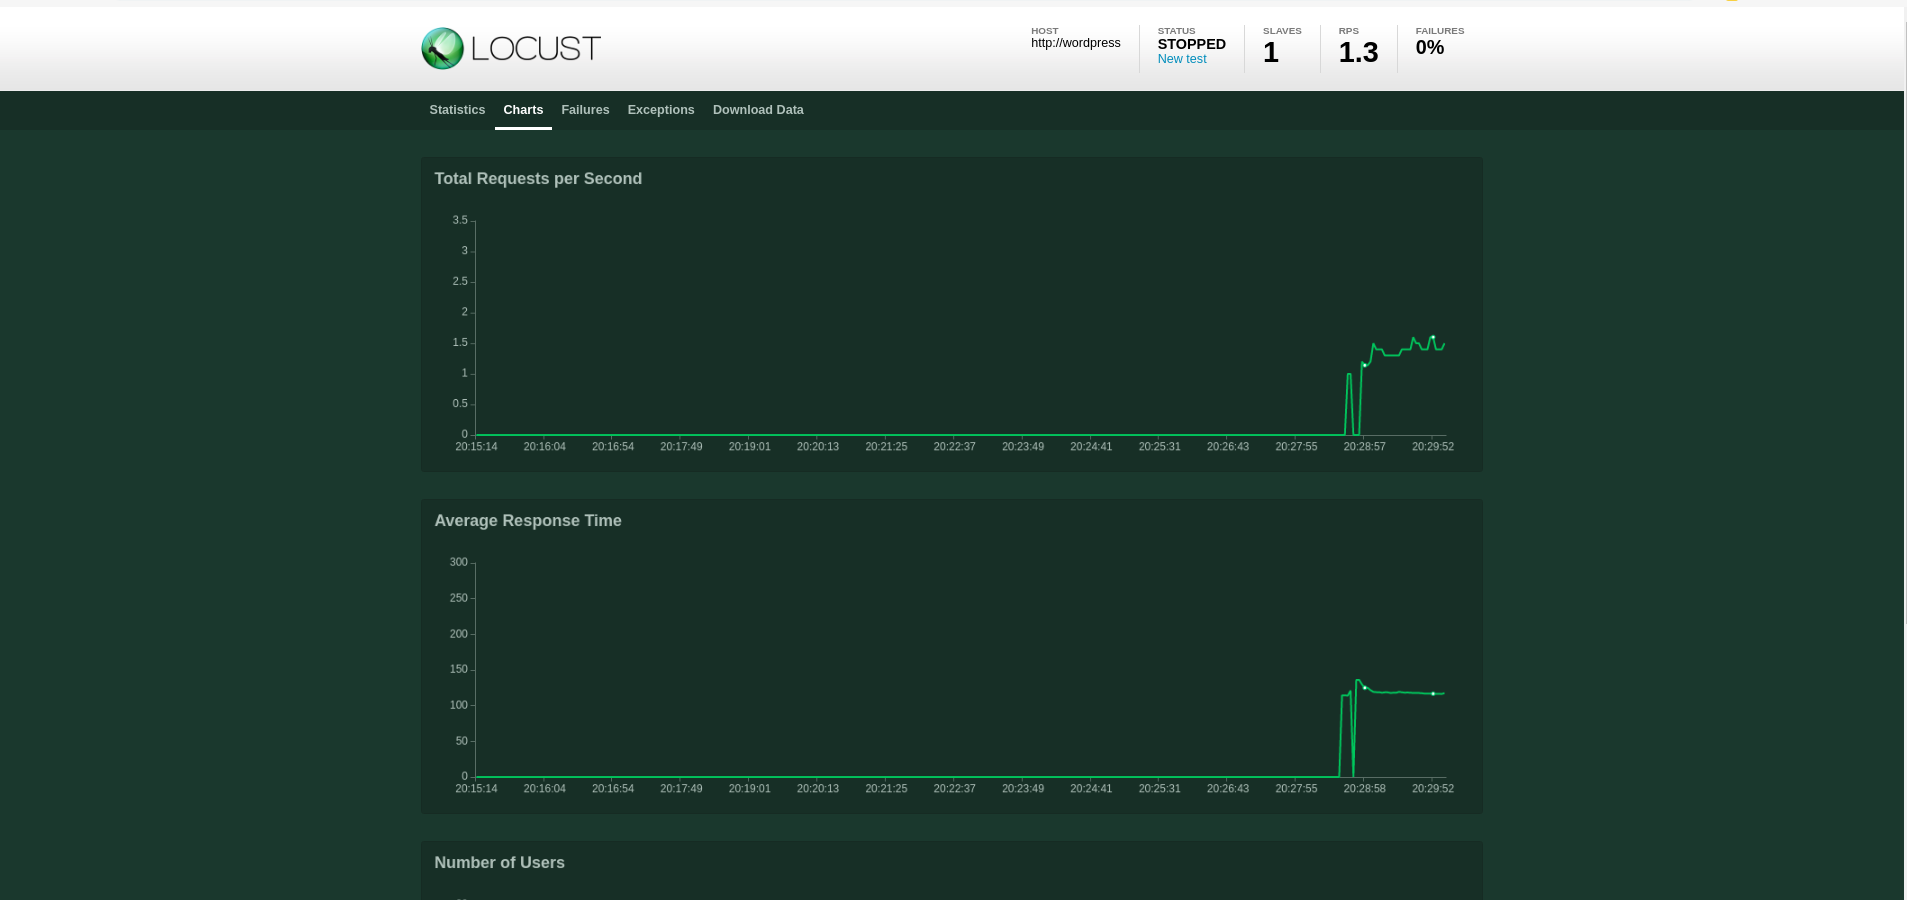 LOCUST
HOST
http://wordpress
STATUS
STOPPED
New test
SLAVES
1
RPS
1.3
FAILURES
0%
Statistics Charts Failures Exceptions Download Data
Total Requests per Second
3.5
3
2.5
2
1.5
1
0.5
0
20:15:14 20:16:04 20:16:54 20:17:49 20:19:01 20:20:13 20:21:25 20:22:37 20:23:49 20:24:41 20:25:31 20:26:43 20:27:55 20:28:57 20:29:52
Average Response Time
300
250
200
150
100
50
0
20:15:14 20:16:04 20:16:54 20:17:49 20:19:01 20:20:13 20:21:25 20:22:37 20:23:49 20:24:41 20:25:31 20:26:43 20:27:55 20:28:58 20:29:52
Number of Users